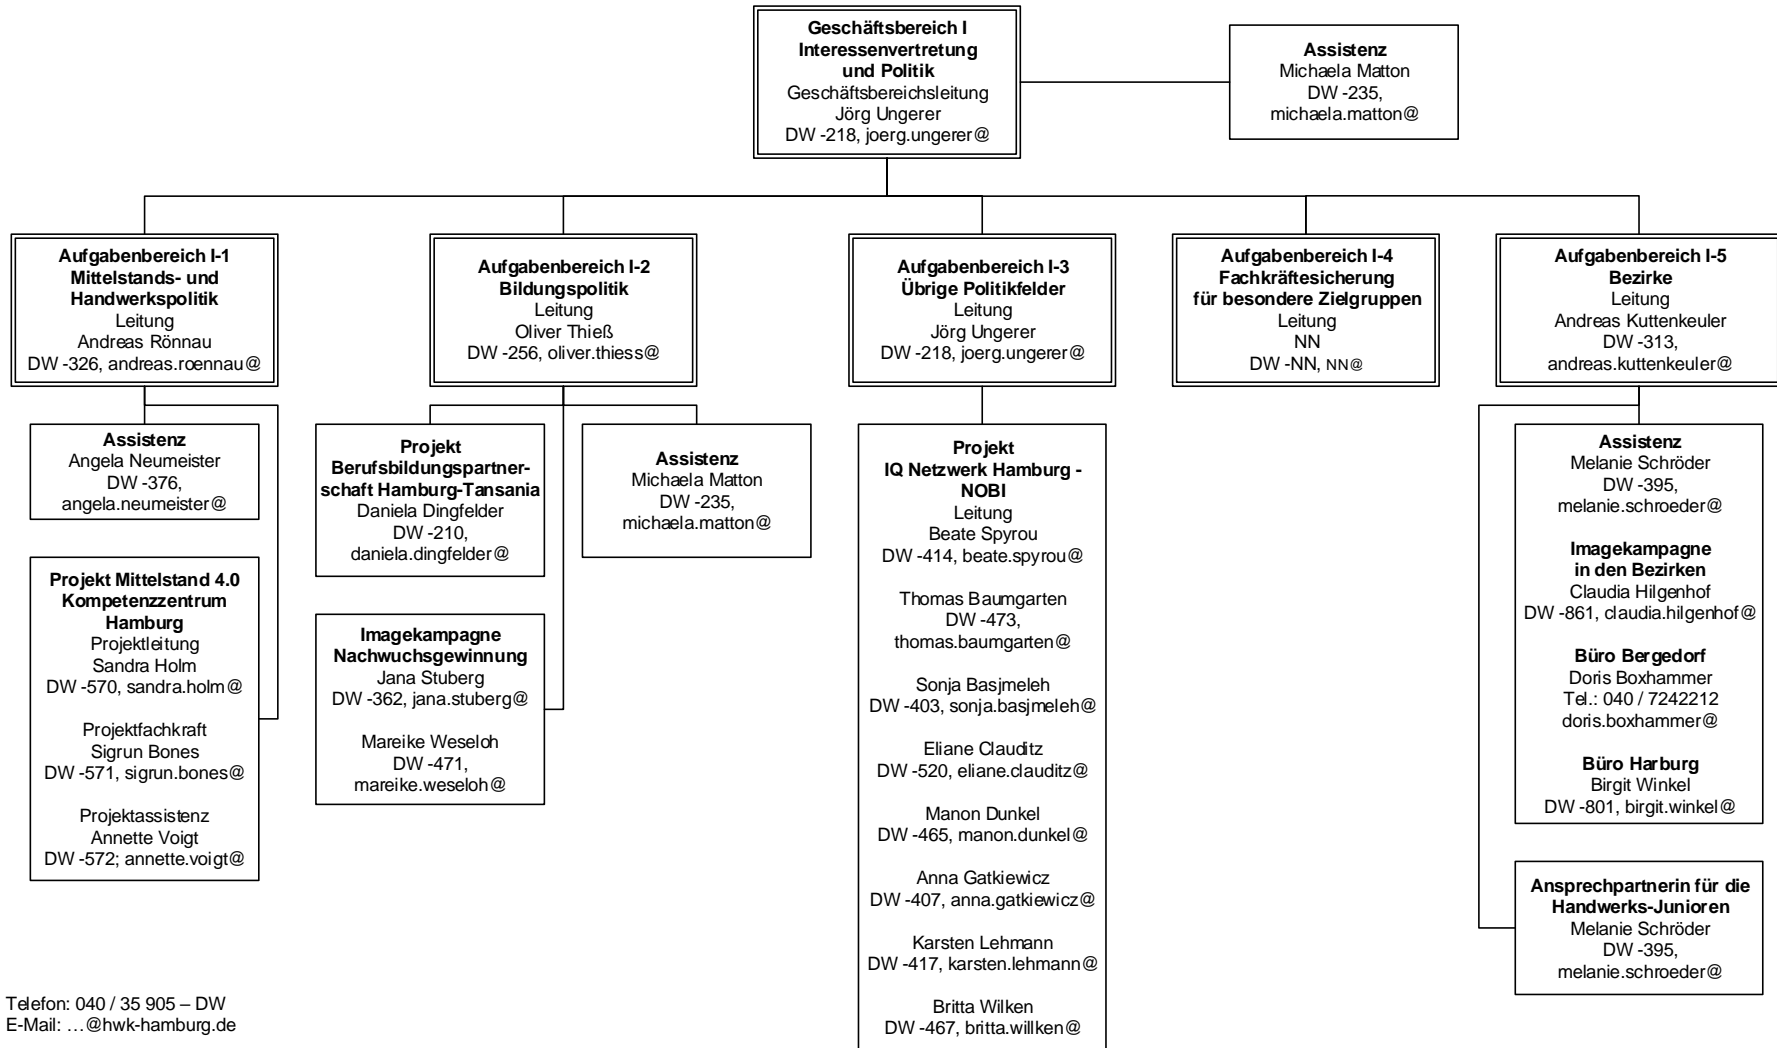 Geschäftsbereich I
Interessenvertretung
und Politik
Geschäftsbereichsleitung
Jörg Ungerer
DW -218, joerg.ungerer@
Assistenz
Michaela Matton
DW -235,
michaela.matton@
Aufgabenbereich I-1
Mittelstands- und
Handwerkspolitik
Leitung
Andreas Rönnau
DW -326, andreas.roennau@
Assistenz
Angela Neumeister
DW -376,
angela.neumeister@
Projekt Mittelstand 4.0
Kompetenzzentrum
Hamburg
Projektleitung
Sandra Holm
DW -570, sandra.holm@
Projektfachkraft
Sigrun Bones
DW -571, sigrun.bones@
Projektassistenz
Annette Voigt
DW -572; annette.voigt@
Aufgabenbereich I-2
Bildungspolitik
Leitung
Oliver Thieß
DW -256, oliver.thiess@
Projekt
Berufsbildungspartner-
schaft Hamburg-Tansania
Daniela Dingfelder
DW -210,
daniela.dingfelder@
Imagekampagne
Nachwuchsgewinnung
Jana Stuberg
DW -362, jana.stuberg@
Mareike Weseloh
DW -471,
mareike.weseloh@
Assistenz
Michaela Matton
DW -235,
michaela.matton@
Aufgabenbereich I-3
Übrige Politikfelder
Leitung
Jörg Ungerer
DW -218, joerg.ungerer@
Projekt
IQ Netzwerk Hamburg -
NOBI
Leitung
Beate Spyrou
DW -414, beate.spyrou@
Thomas Baumgarten
DW -473,
thomas.baumgarten@
Sonja Basjmeleh
DW -403, sonja.basjmeleh@
Eliane Clauditz
DW -520, eliane.clauditz@
Manon Dunkel
DW -465, manon.dunkel@
Anna Gatkiewicz
DW -407, anna.gatkiewicz@
Karsten Lehmann
DW -417, karsten.lehmann@
Britta Wilken
DW -467, britta.willken@
Aufgabenbereich I-4
Fachkräftesicherung
für besondere Zielgruppen
Leitung
NN
DW -NN, NN@
Aufgabenbereich I-5
Bezirke
Leitung
Andreas Kuttenkeuler
DW -313,
andreas.kuttenkeuler@
Assistenz
Melanie Schröder
DW -395,
melanie.schroeder@
Imagekampagne
in den Bezirken
Claudia Hilgenhof
DW -861, claudia.hilgenhof@
Büro Bergedorf
Doris Boxhammer
Tel.: 040 / 7242212
doris.boxhammer@
Büro Harburg
Birgit Winkel
DW -801, birgit.winkel@
Ansprechpartnerin für die
Handwerks-Junioren
Melanie Schröder
DW -395,
melanie.schroeder@
Telefon: 040 / 35 905 – DW
E-Mail: …@hwk-hamburg.de